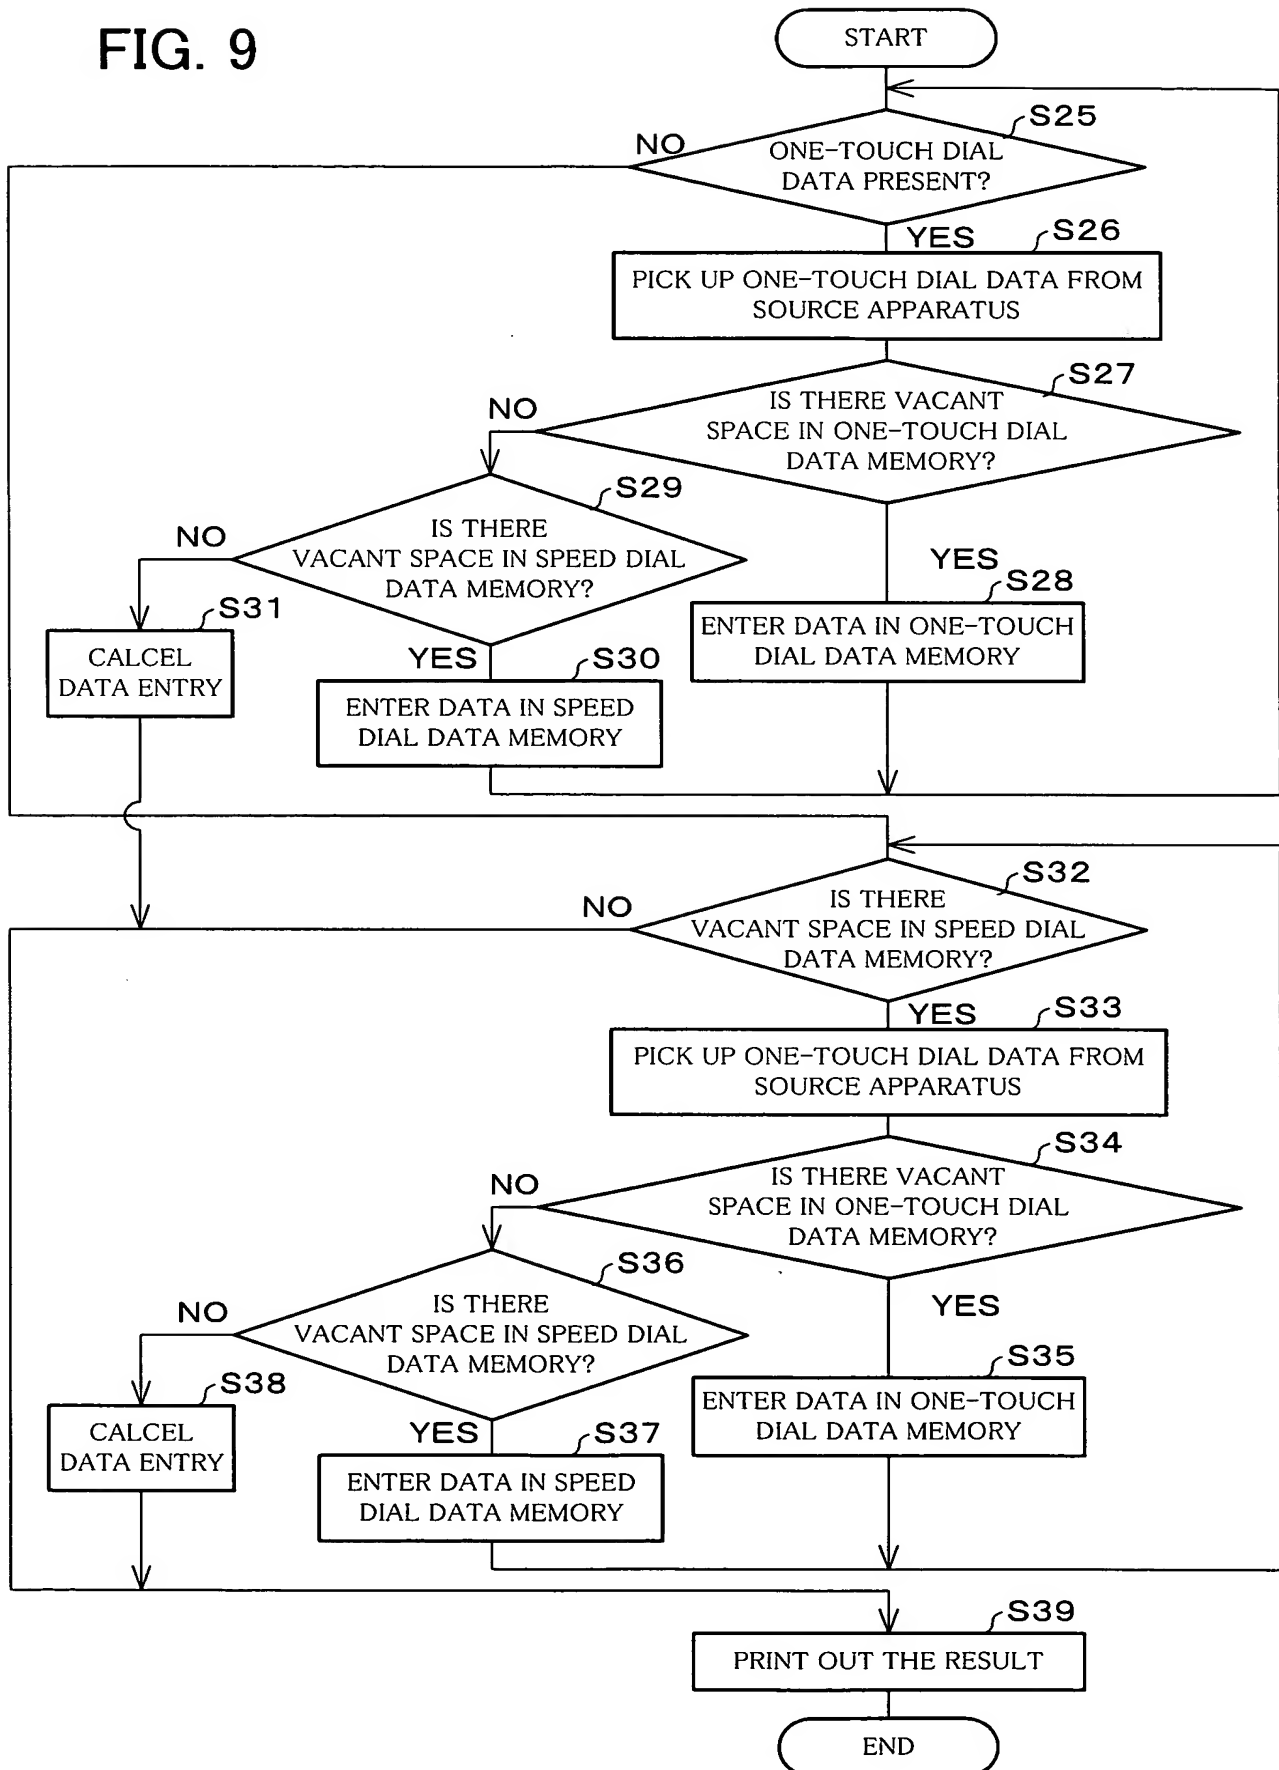 FIG. 9
START
S25
NO
ONE-TOUCH DIAL
DATA PRESENT?
YES
S26
PICK UP ONE-TOUCH DIAL DATA FROM
SOURCE APPARATUS
S27
NO
IS THERE VACANT
SPACE IN ONE-TOUCH DIAL
DATA MEMORY?
S29
NO
IS THERE
VACANT SPACE IN SPEED DIAL
DATA MEMORY?
YES
S28
S31
ENTER DATA IN ONE-TOUCH
DIAL DATA MEMORY
CALCEL
DATA ENTRY
YES
S30
ENTER DATA IN SPEED
DIAL DATA MEMORY
S32
NO
IS THERE
VACANT SPACE IN SPEED DIAL
DATA MEMORY?
YES
S33
PICK UP ONE-TOUCH DIAL DATA FROM
SOURCE APPARATUS
S34
NO
IS THERE VACANT
SPACE IN ONE-TOUCH DIAL
DATA MEMORY?
S36
NO
IS THERE
VACANT SPACE IN SPEED DIAL
DATA MEMORY?
YES
S35
S38
ENTER DATA IN ONE-TOUCH
DIAL DATA MEMORY
CALCEL
DATA ENTRY
YES
S37
ENTER DATA IN SPEED
DIAL DATA MEMORY
S39
PRINT OUT THE RESULT
END